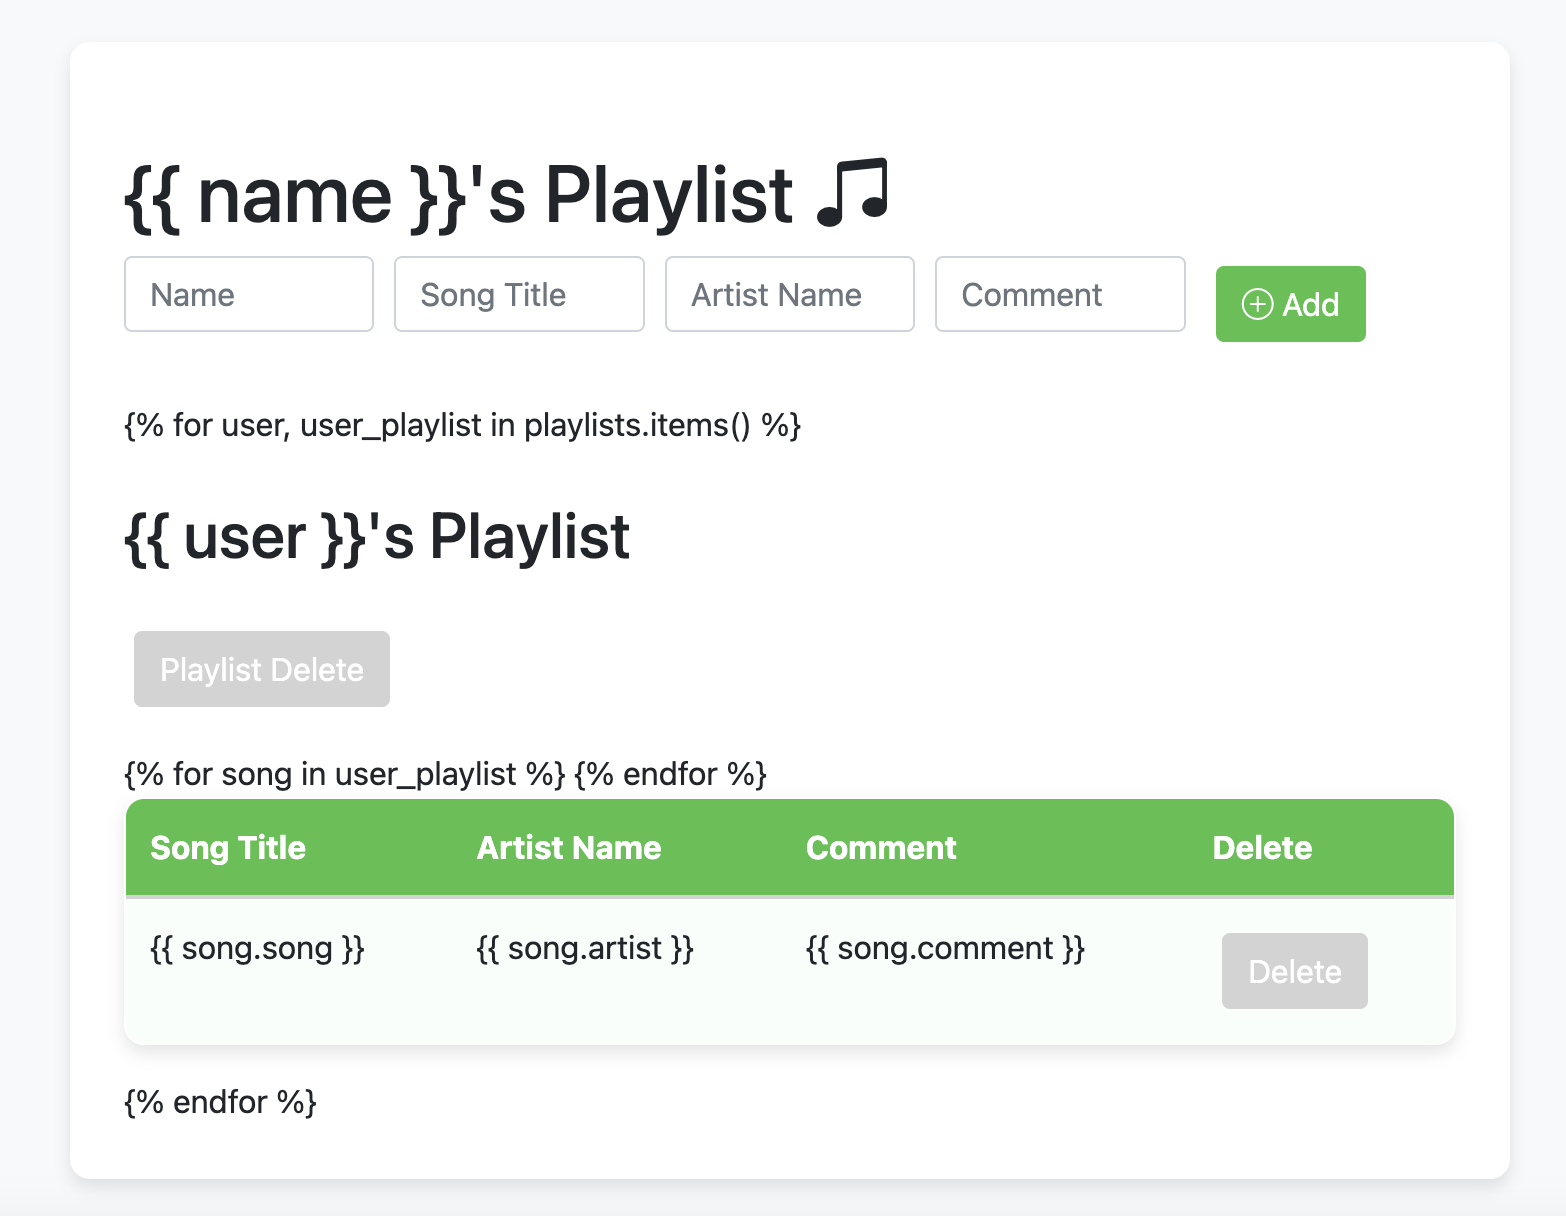 {{ name }}'s Playlist
Name Song Title Artist Name Comment Add
{% for user, user_playlist in playlists.items() %}
{{ user }}'s Playlist
Playlist Delete
{% for song in user_playlist %} {% endfor %}
Song Title Artist Name Comment Delete
{{ song.song }} {{ song.artist }} {{ song.comment }} Delete
{% endfor %}